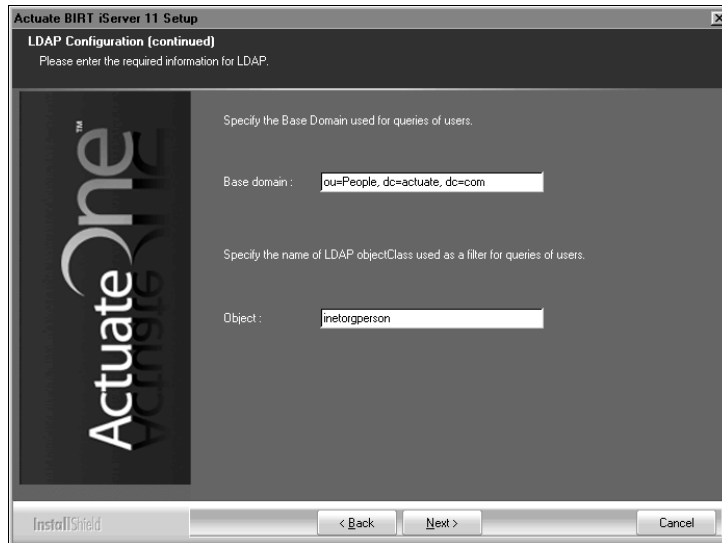 Actuate BIRT iServer 11 Setup
LDAP Configuration (continued)
Please enter the required information for LDAP.
ActuateOne™
Specify the Base Domain used for queries of users.
Base domain :
ou=People, dc=actuate, dc=com
Specify the name of LDAP objectClass used as a filter for queries of users.
Object :
inetorgperson
InstallShield
< Back
Next >
Cancel